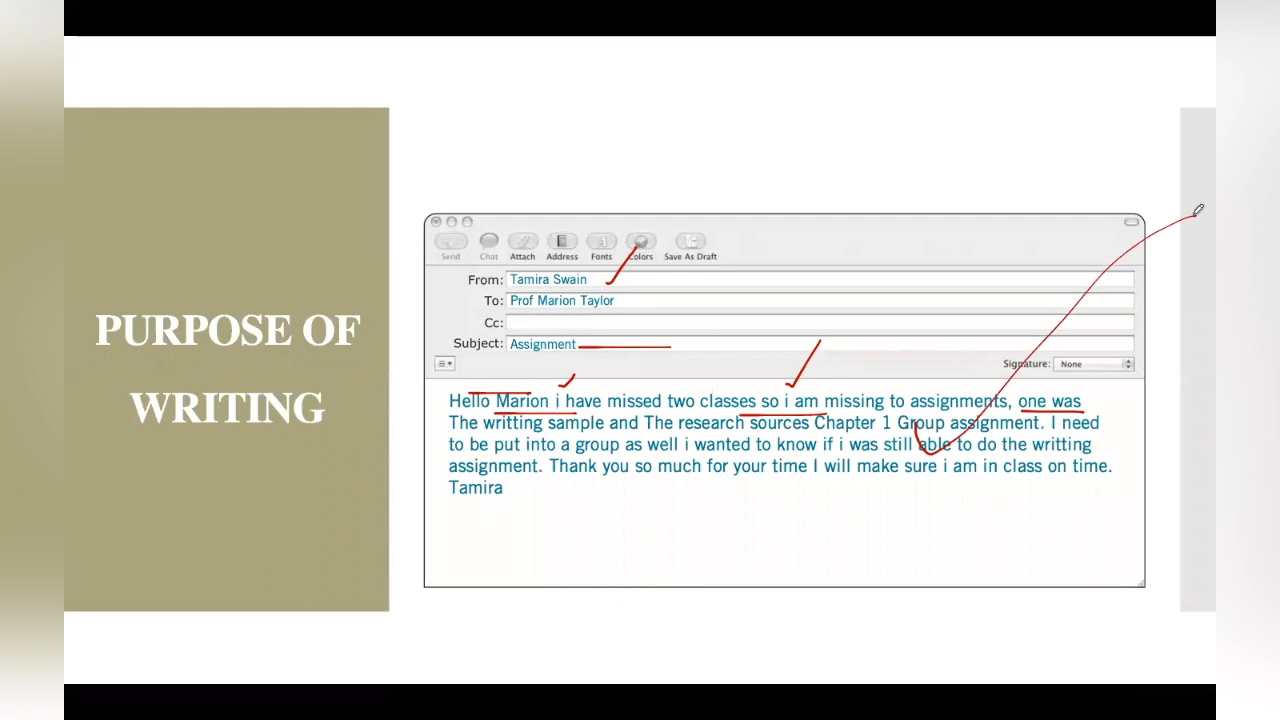 PURPOSE OF
WRITING
Send Chat Attach Address Fonts Colors Save As Draft
From: Tamira Swain
To: Prof Marion Taylor
Cc:
Subject: Assignment
Signature: None
Hello Marion i have missed two classes so i am missing to assignments, one was
The writting sample and The research sources Chapter 1 Group assignment. I need
to be put into a group as well i wanted to know if i was still able to do the writting
assignment. Thank you so much for your time I will make sure i am in class on time.
Tamira